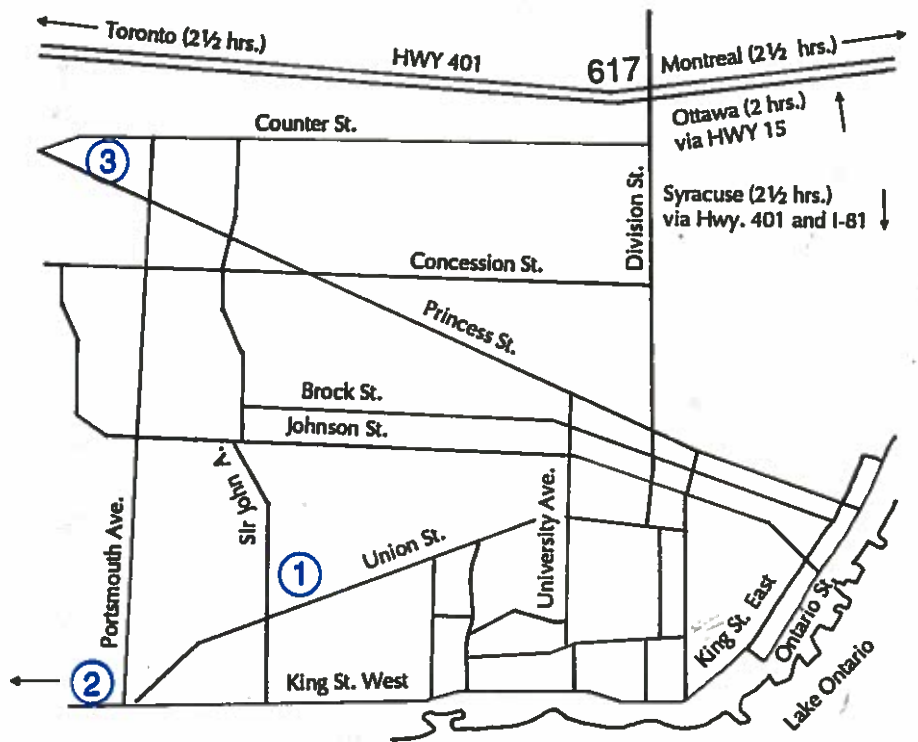 Toronto (2½ hrs.)
HWY 401
617
Montreal (2½ hrs.)
Ottawa (2 hrs.)
via HWY 15
Counter St.
3
Division St.
Syracuse (2½ hrs.)
via Hwy. 401 and I-81
Concession St.
Princess St.
Brock St.
Johnson St.
Sir John A.
Portsmouth Ave.
University Ave.
Union St.
1
King St. East
Ontario St.
Lake Ontario
2
King St. West